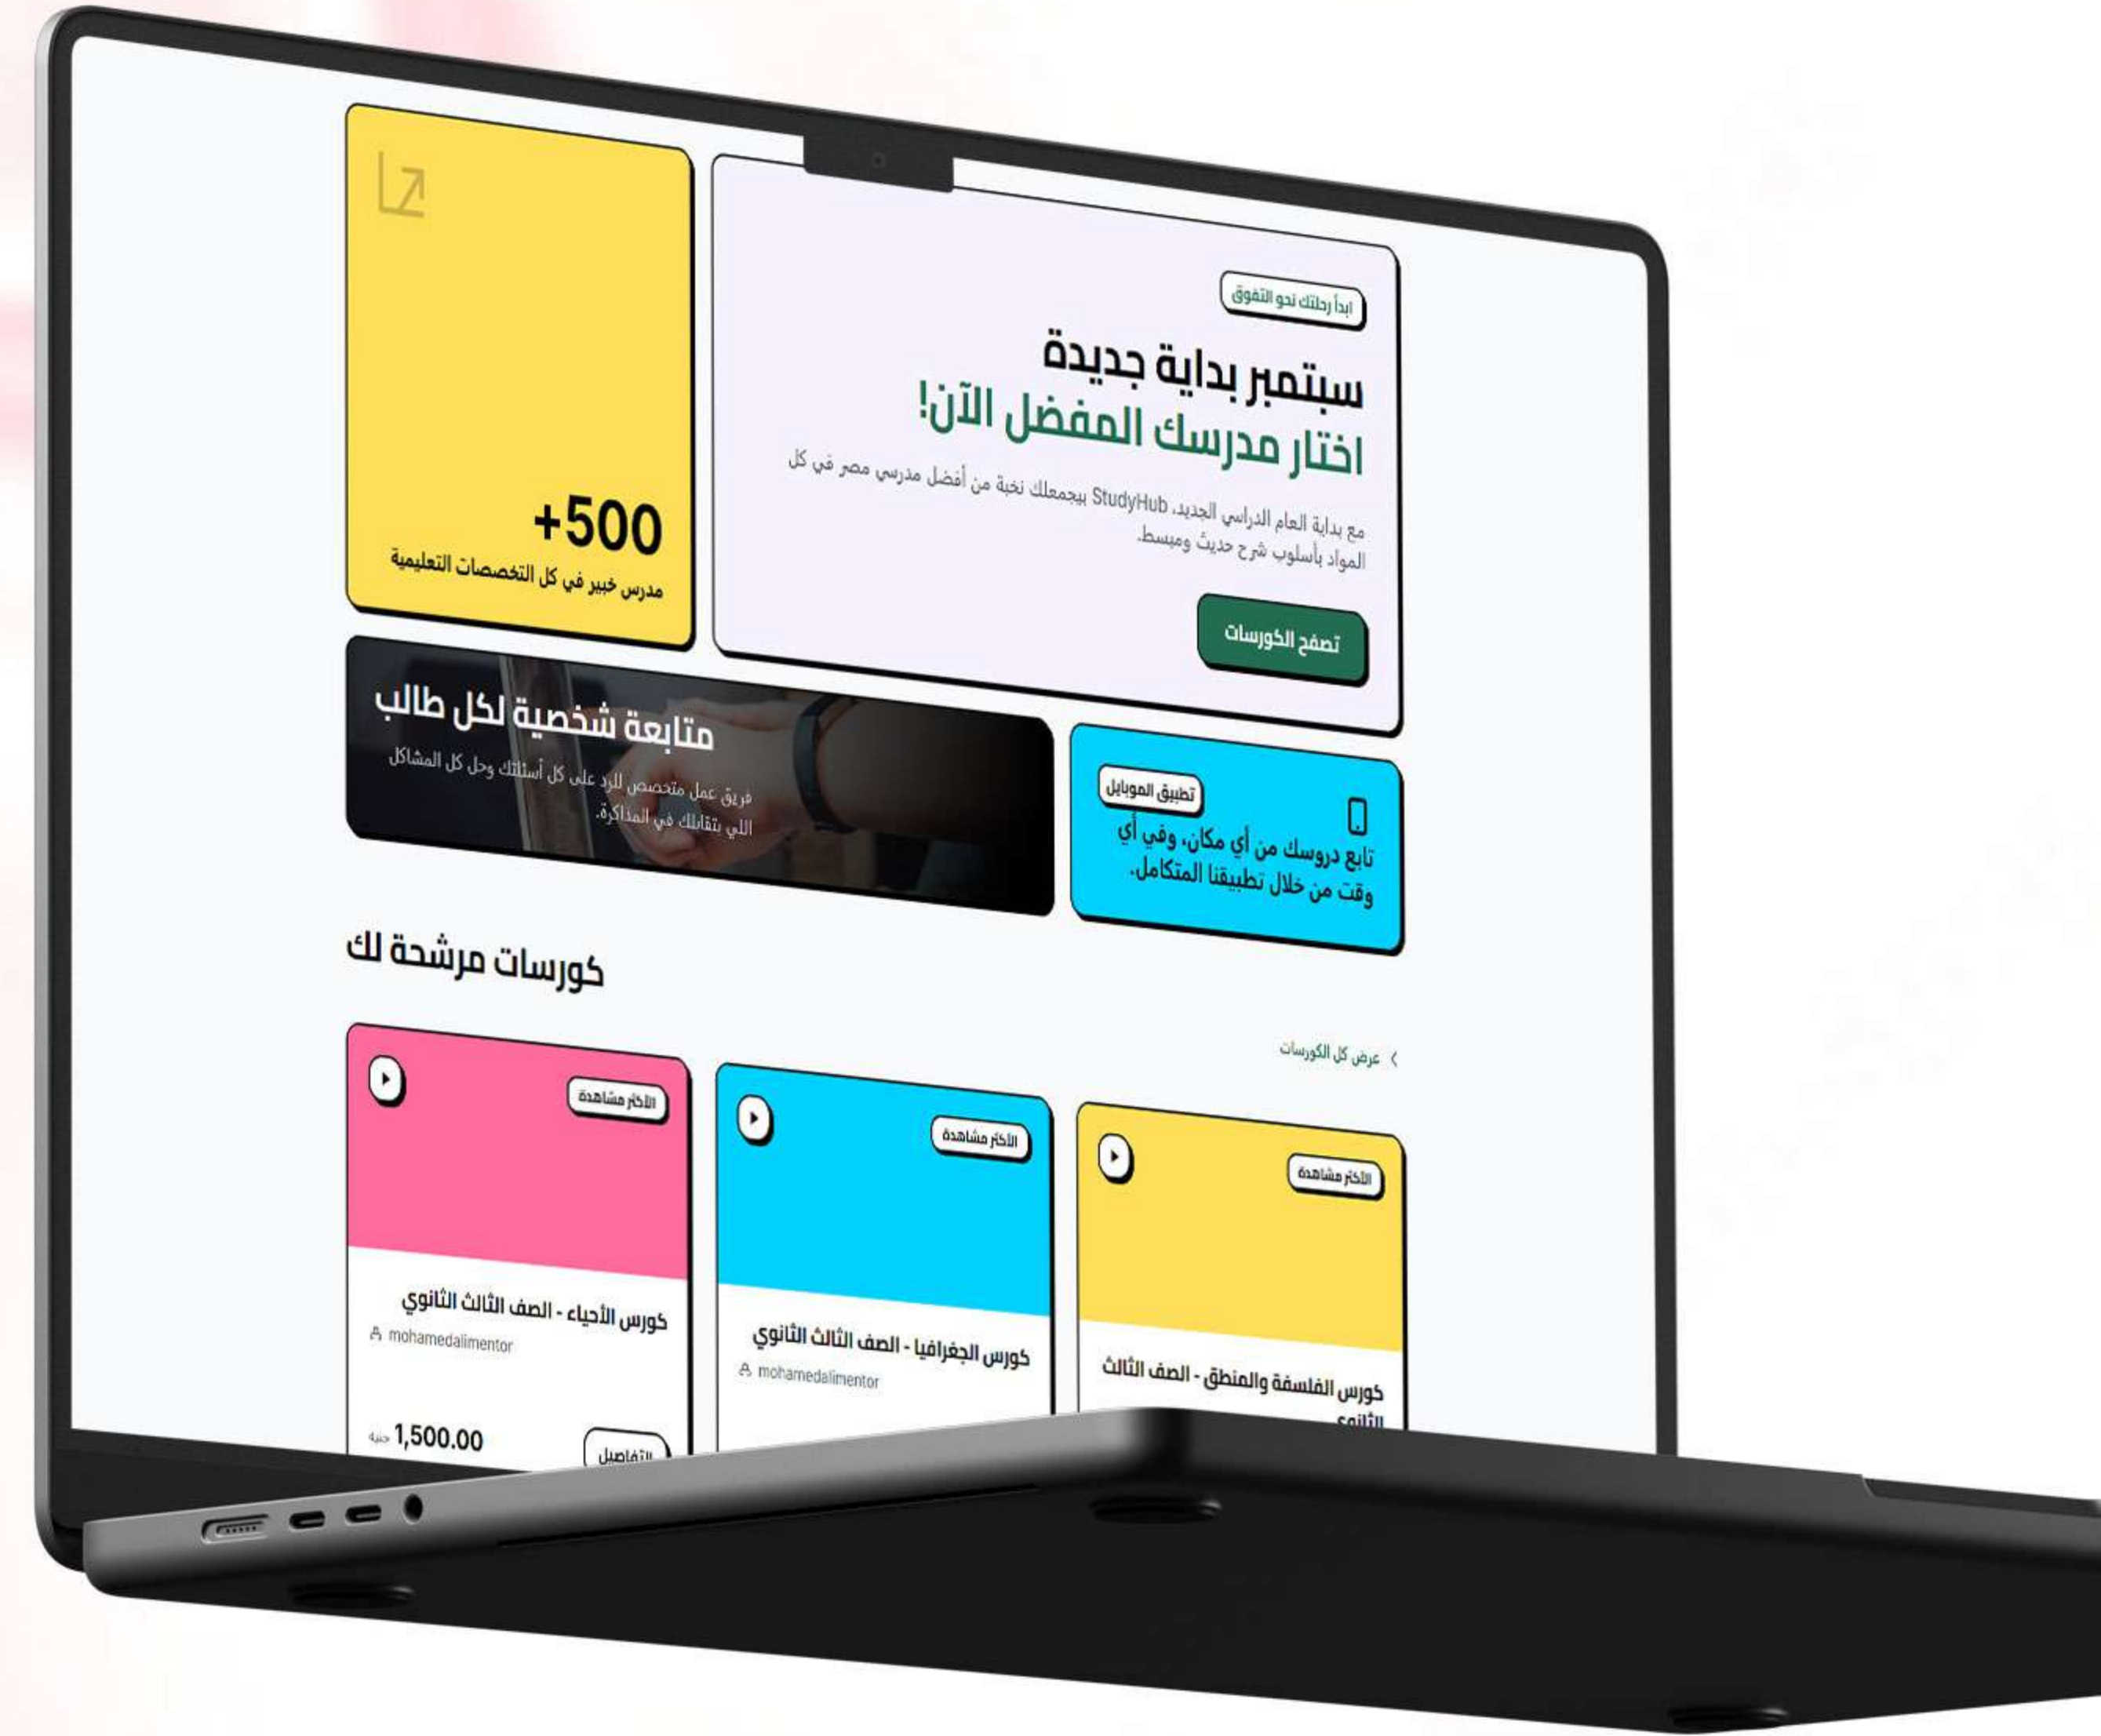 ابدأ رحلتك نحو التفوق
سبتمبر بداية جديدة
اختار مدرسك المفضل الآن!
مع بداية العام الدراسي الجديد، StudyHub بيجمعلك نخبة من أفضل مدرسي مصر في كل
المواد بأسلوب شرح حديث ومبسط.
تصفح الكورسات
+500
مدرس خبير في كل التخصصات التعليمية
تطبيق الموبايل
تابع دروسك من أي مكان، وفي أي
وقت من خلال تطبيقنا المتكامل.
متابعة شخصية لكل طالب
فريق عمل متخصص للرد على كل أسئلتك وحل كل المشاكل
اللي بتقابلك في المذاكرة.
كورسات مرشحة لك
عرض كل الكورسات
الأكثر مشاهدة
كورس الفلسفة والمنطق - الصف الثالث
الثانوي
الأكثر مشاهدة
كورس الجغرافيا - الصف الثالث الثانوي
mohamedalimentor
الأكثر مشاهدة
كورس الأحياء - الصف الثالث الثانوي
mohamedalimentor
1,500.00 جنية
التفاصيل